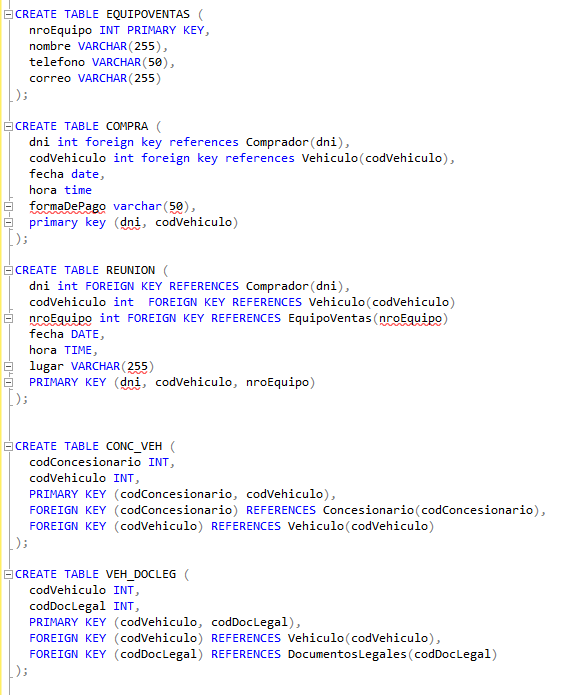 CREATE TABLE EQUIPOVENTAS (
nroEquipo INT PRIMARY KEY,
nombre VARCHAR(255),
telefono VARCHAR(50),
correo VARCHAR(255)
);
CREATE TABLE COMPRA (
dni int foreign key references Comprador(dni),
codVehiculo int foreign key references Vehiculo(codVehiculo),
fecha date,
hora time
formaDePago varchar(50),
primary key (dni, codVehiculo)
);
CREATE TABLE REUNION (
dni int FOREIGN KEY REFERENCES Comprador(dni),
codVehiculo int  FOREIGN KEY REFERENCES Vehiculo(codVehiculo)
nroEquipo int FOREIGN KEY REFERENCES EquipoVentas(nroEquipo)
fecha DATE,
hora TIME,
lugar VARCHAR(255)
PRIMARY KEY (dni, codVehiculo, nroEquipo)
);
CREATE TABLE CONC_VEH (
codConcesionario INT,
codVehiculo INT,
PRIMARY KEY (codConcesionario, codVehiculo),
FOREIGN KEY (codConcesionario) REFERENCES Concesionario(codConcesionario),
FOREIGN KEY (codVehiculo) REFERENCES Vehiculo(codVehiculo)
);
CREATE TABLE VEH_DOCLEG (
codVehiculo INT,
codDocLegal INT,
PRIMARY KEY (codVehiculo, codDocLegal),
FOREIGN KEY (codVehiculo) REFERENCES Vehiculo(codVehiculo),
FOREIGN KEY (codDocLegal) REFERENCES DocumentosLegales(codDocLegal)
);